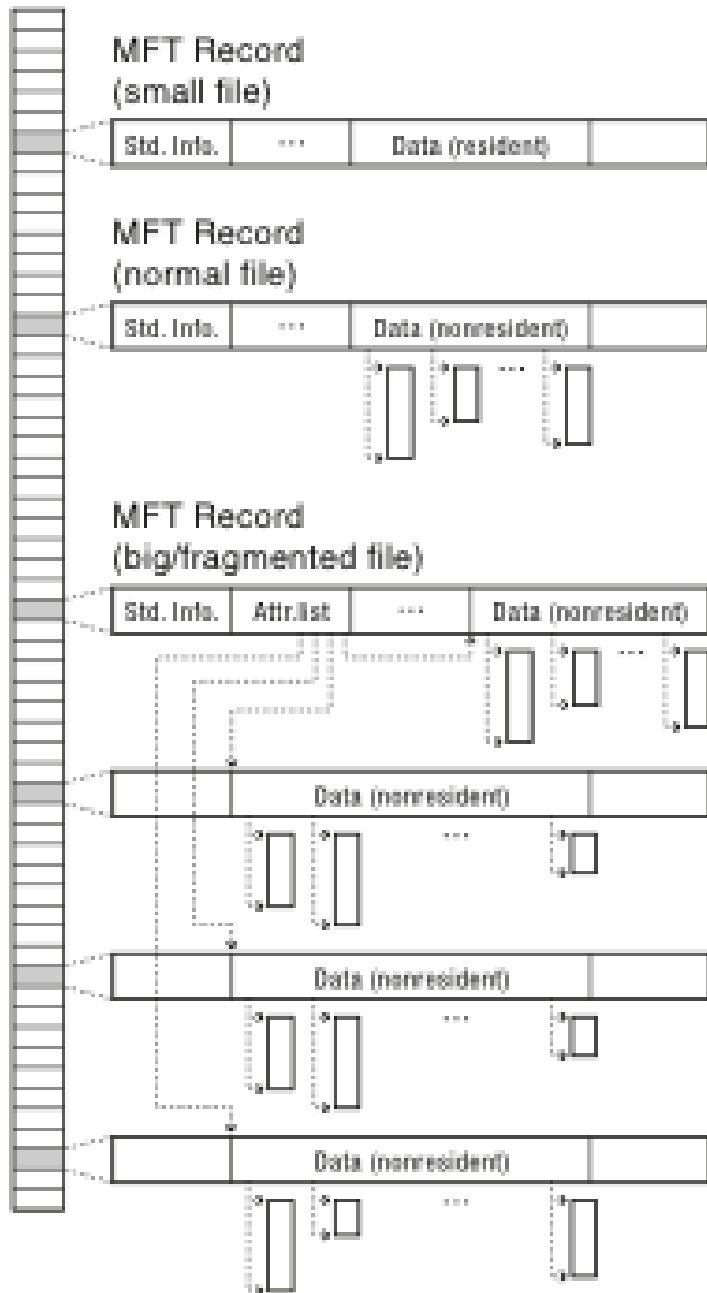 MFT Record
(small file)
Std. Info. ... Data (resident)
MFT Record
(normal file)
Std. Info. ... Data (nonresident)
...
MFT Record
(big/fragmented file)
Std. Info. Attr.list ... Data (nonresident)
...
Data (nonresident)
...
Data (nonresident)
...
Data (nonresident)
...